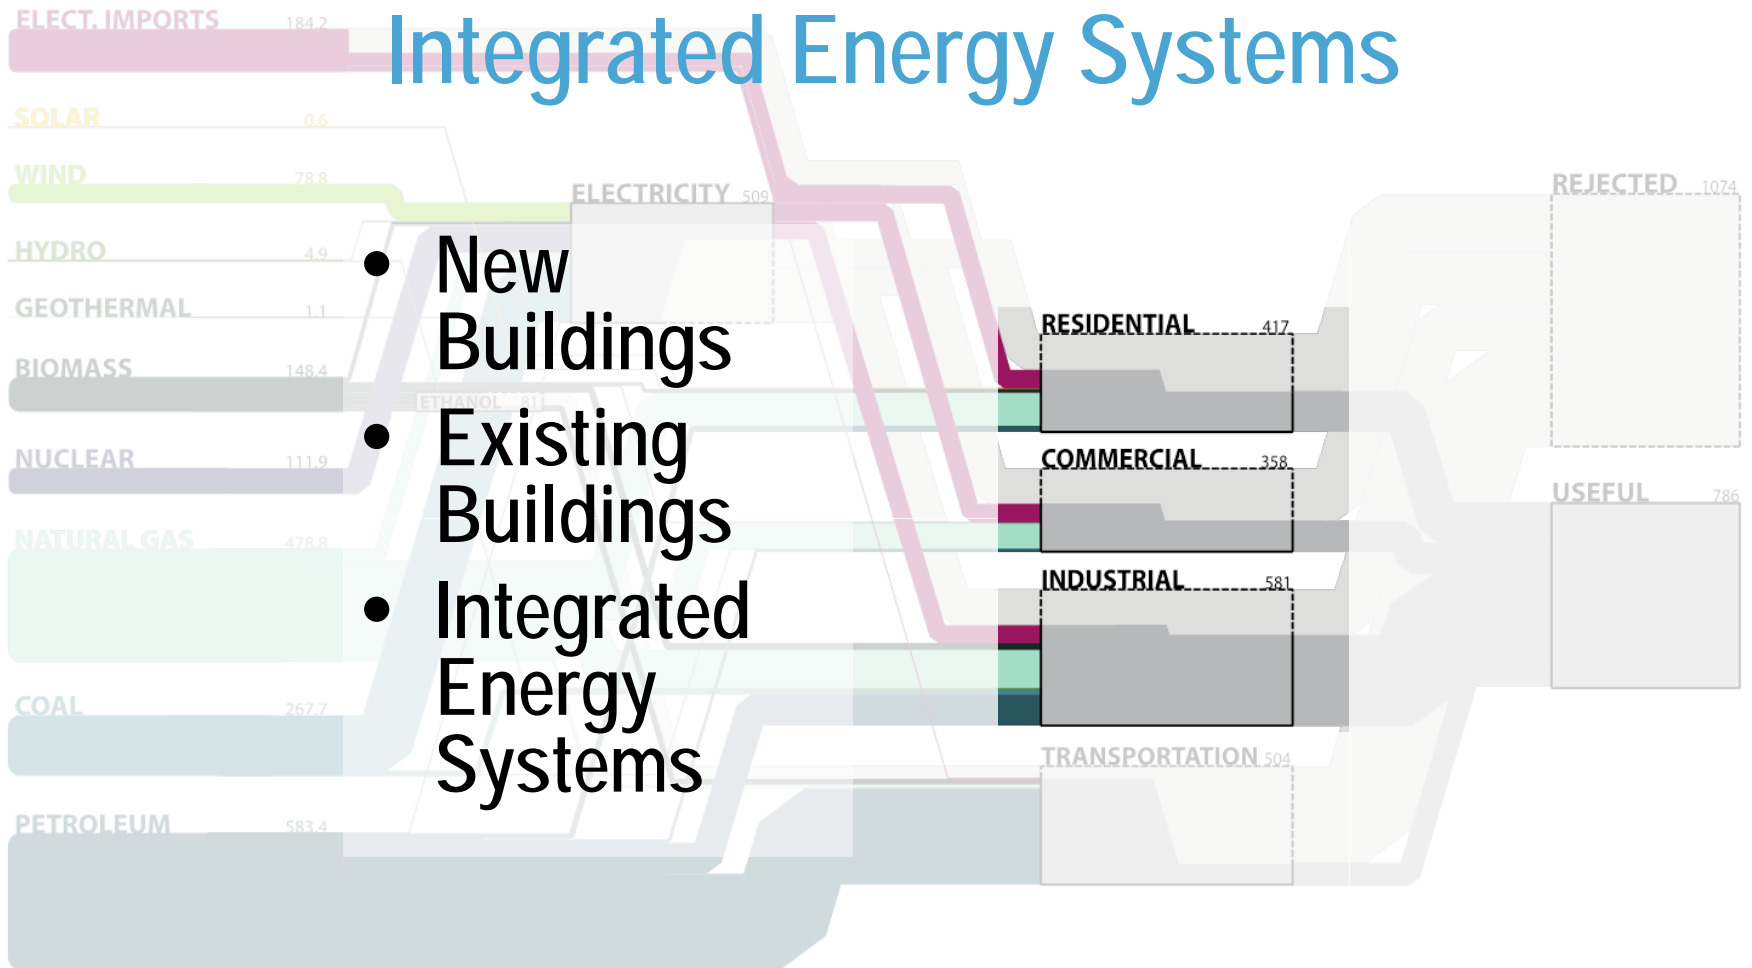 Integrated Energy Systems
ELECT. IMPORTS 184.2
SOLAR 0.6
WIND 78.8
HYDRO 4.9
GEOTHERMAL 1.1
BIOMASS 148.4
ETHANOL 81
NUCLEAR 111.9
NATURAL GAS 478.8
COAL 267.7
PETROLEUM 583.4
ELECTRICITY 509
• New
Buildings
• Existing
Buildings
• Integrated
Energy
Systems
RESIDENTIAL 417
COMMERCIAL 358
INDUSTRIAL 581
TRANSPORTATION 504
REJECTED 1074
USEFUL 786